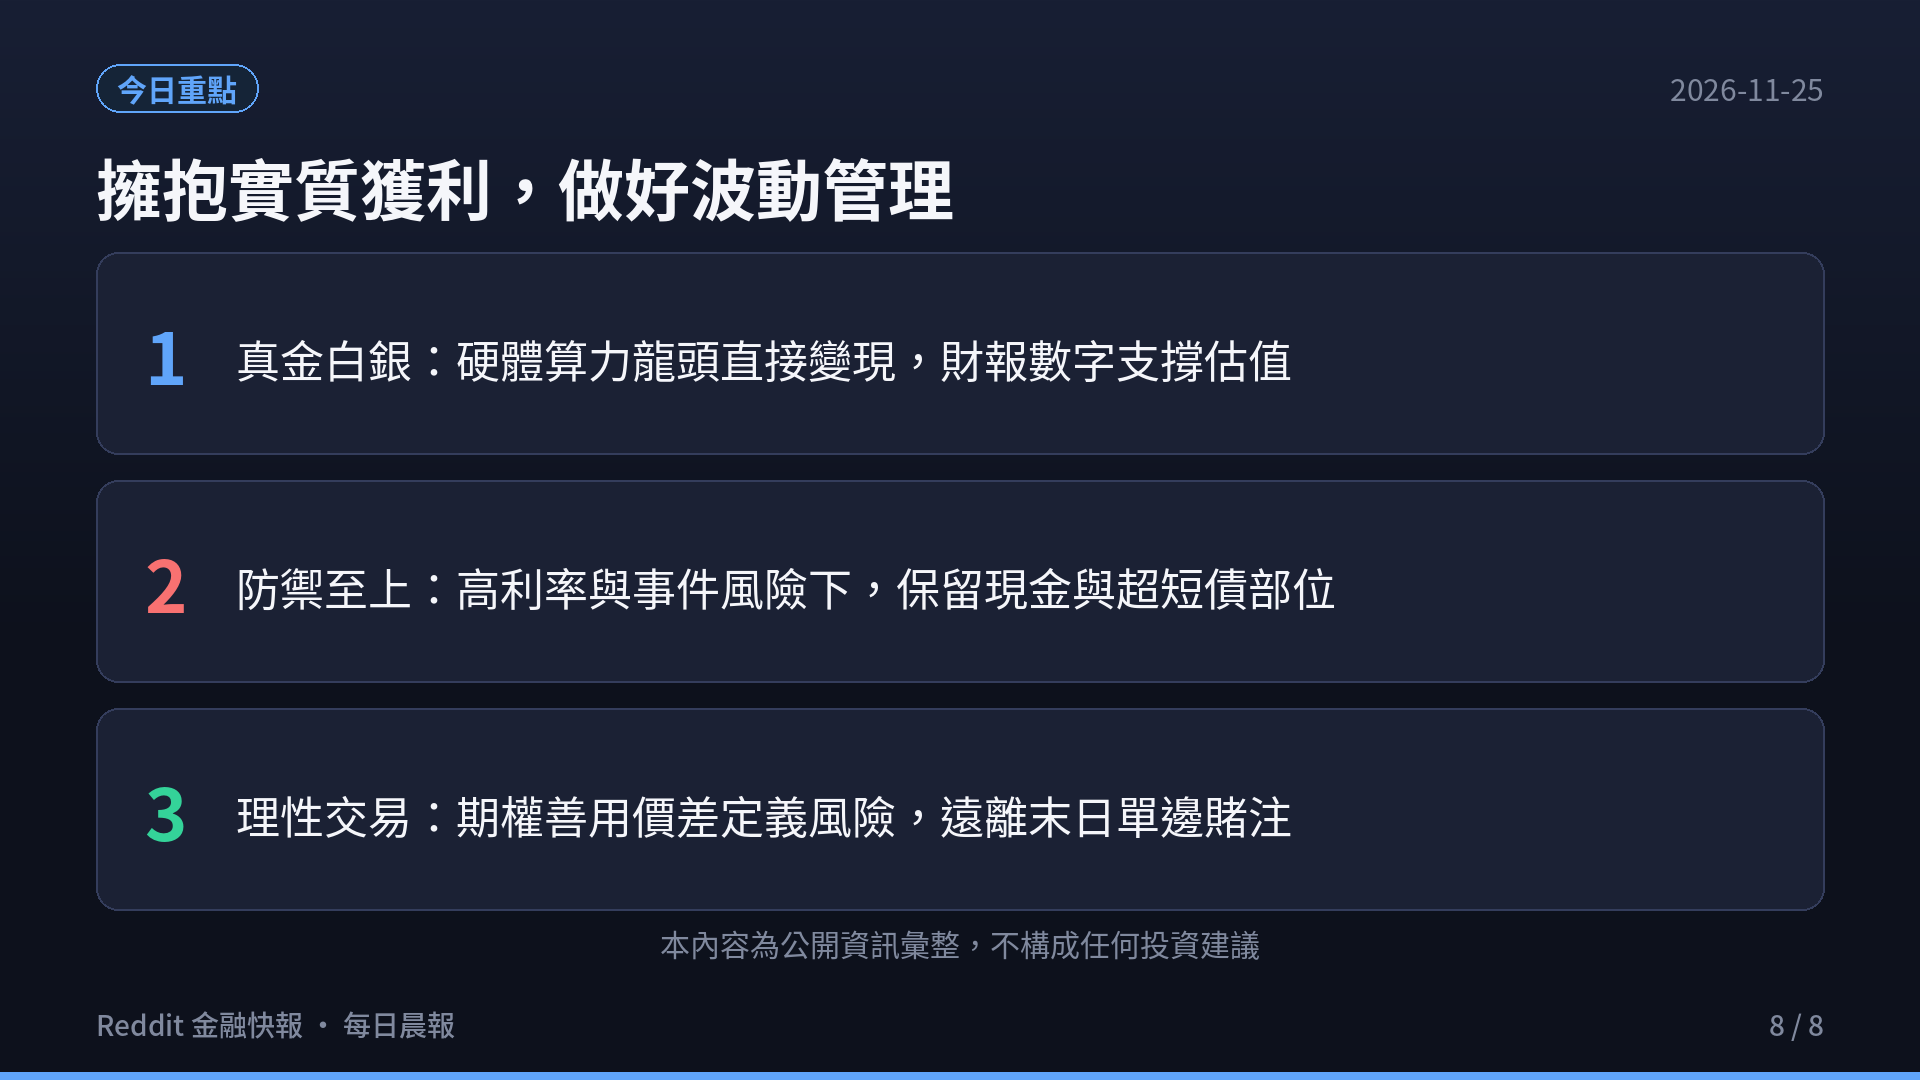 今日重點
2026-11-25
擁抱實質獲利，做好波動管理
1 真金白銀：硬體算力龍頭直接變現，財報數字支撐估值
2 防禦至上：高利率與事件風險下，保留現金與超短債部位
3 理性交易：期權善用價差定義風險，遠離末日單邊賭注
本內容為公開資訊彙整，不構成任何投資建議
Reddit 金融快報 · 每日晨報
8 / 8